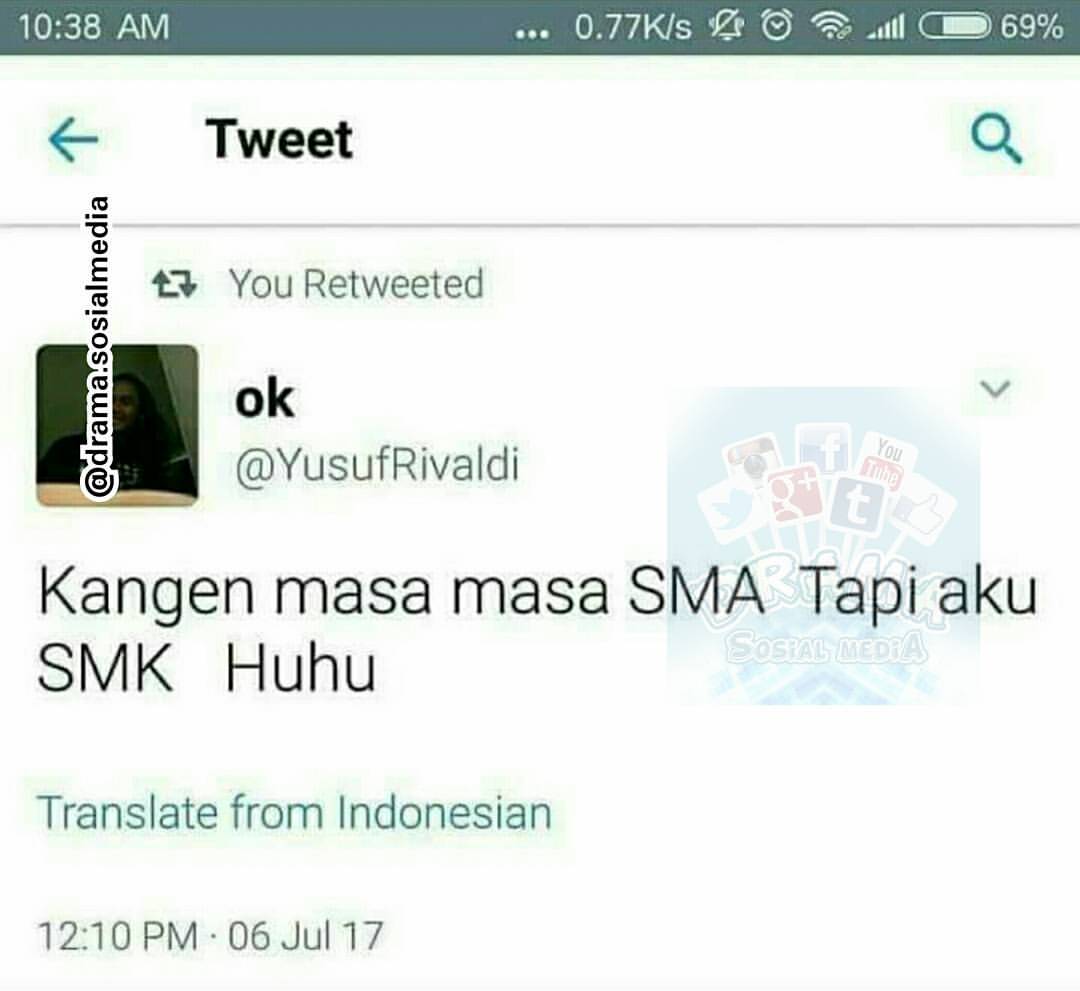 10:38 AM ... 0.77K/s 69%
Tweet
@drama.sosialmedia
You Retweeted
ok
@YusufRivaldi
You
Tube
f
g+
t
DRAMA
SOSiAL MEDiA
Kangen masa masa SMA Tapi aku
SMK Huhu
Translate from Indonesian
12:10 PM · 06 Jul 17